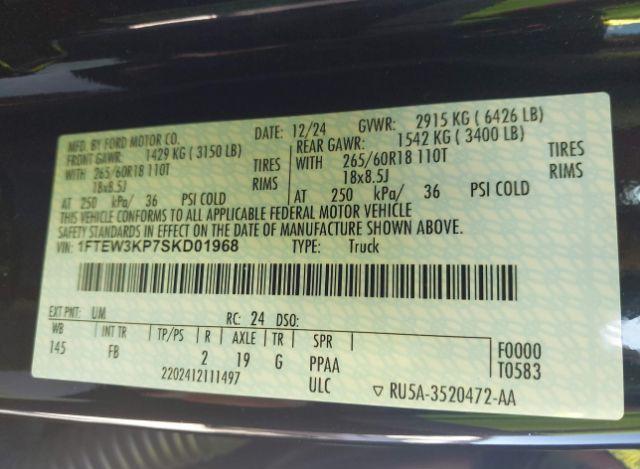 MFD. BY FORD MOTOR CO.
DATE: 12/24 GVWR: 2915 KG ( 6426 LB)
FRONT GAWR: 1429 KG ( 3150 LB)
REAR GAWR: 1542 KG ( 3400 LB)
WITH 265/60R18 110T TIRES
WITH 265/60R18 110T TIRES
18x8.5J RIMS
18x8.5J RIMS
AT 250 kPa/ 36 PSI COLD
AT 250 kPa/ 36 PSI COLD
THIS VEHICLE CONFORMS TO ALL APPLICABLE FEDERAL MOTOR VEHICLE
SAFETY STANDARDS IN EFFECT ON THE DATE OF MANUFACTURE SHOWN ABOVE.
VIN: 1FTEW3KP7SKD01968 TYPE: Truck
EXT PNT: UM RC: 24 DSO:
WB INT TR TP/PS R AXLE TR SPR F0000
145 FB 2 19 G PPAA T0583
2202412111497 ULC ▽ RU5A-3520472-AA